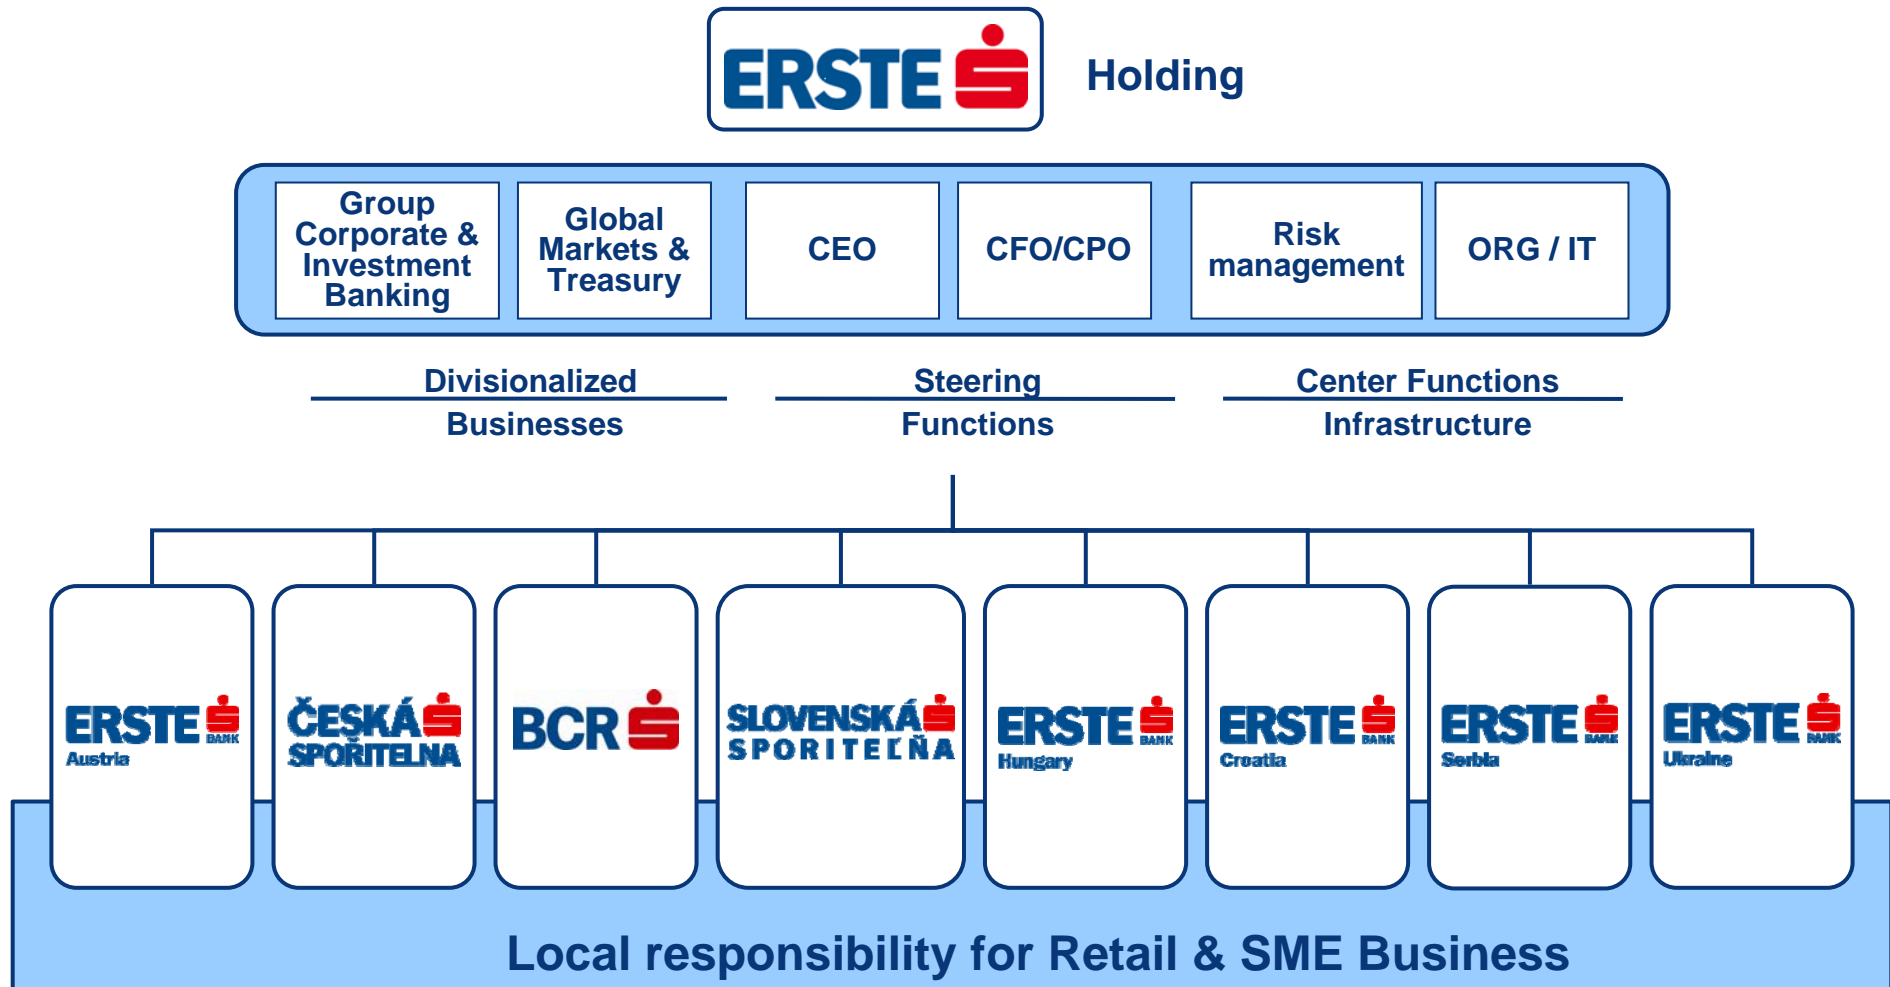 ERSTE
Holding
Group
Corporate &
Investment
Banking
Global
Markets &
Treasury
CEO
CFO/CPO
Risk
management
ORG / IT
Divisionalized
Businesses
Steering
Functions
Center Functions
Infrastructure
ERSTE
BANK
Austria
ČESKÁ
SPOŘITELNA
BCR
SLOVENSKÁ
SPORITEĽŇA
ERSTE
BANK
Hungary
ERSTE
BANK
Croatia
ERSTE
BANK
Serbia
ERSTE
BANK
Ukraine
Local responsibility for Retail & SME Business